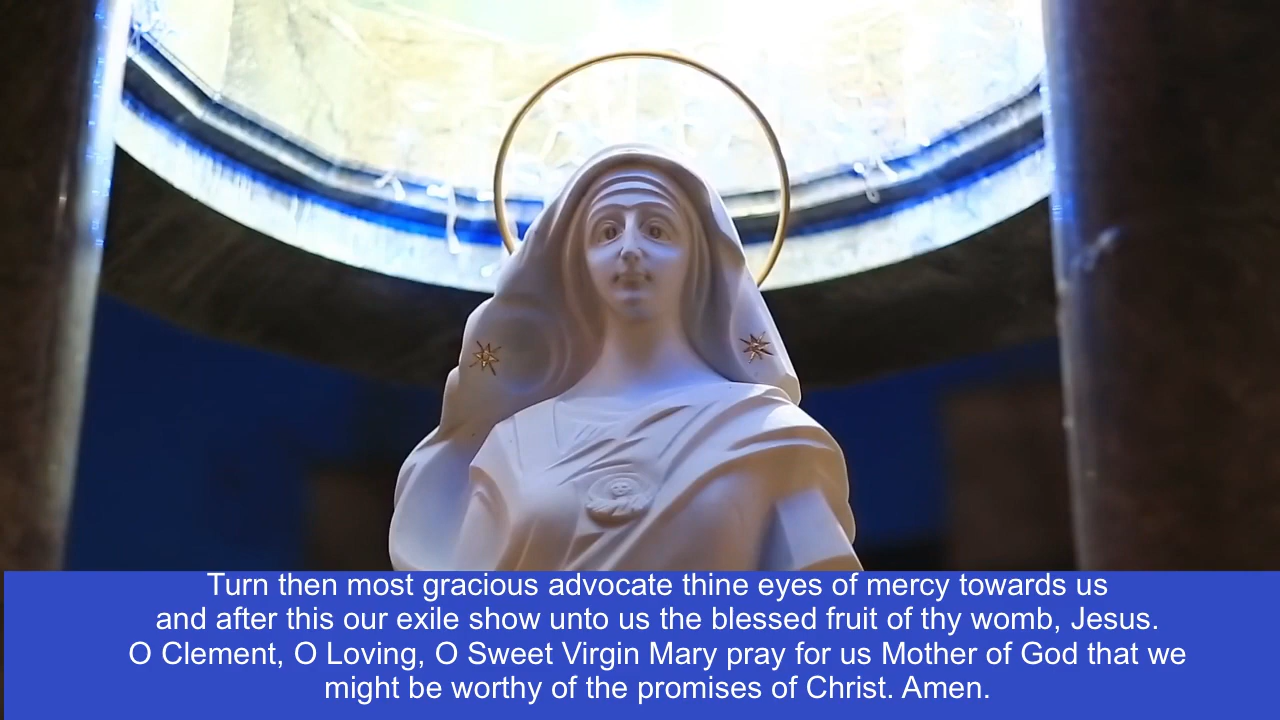 Turn then most gracious advocate thine eyes of mercy towards us
and after this our exile show unto us the blessed fruit of thy womb, Jesus.
O Clement, O Loving, O Sweet Virgin Mary pray for us Mother of God that we
might be worthy of the promises of Christ. Amen.